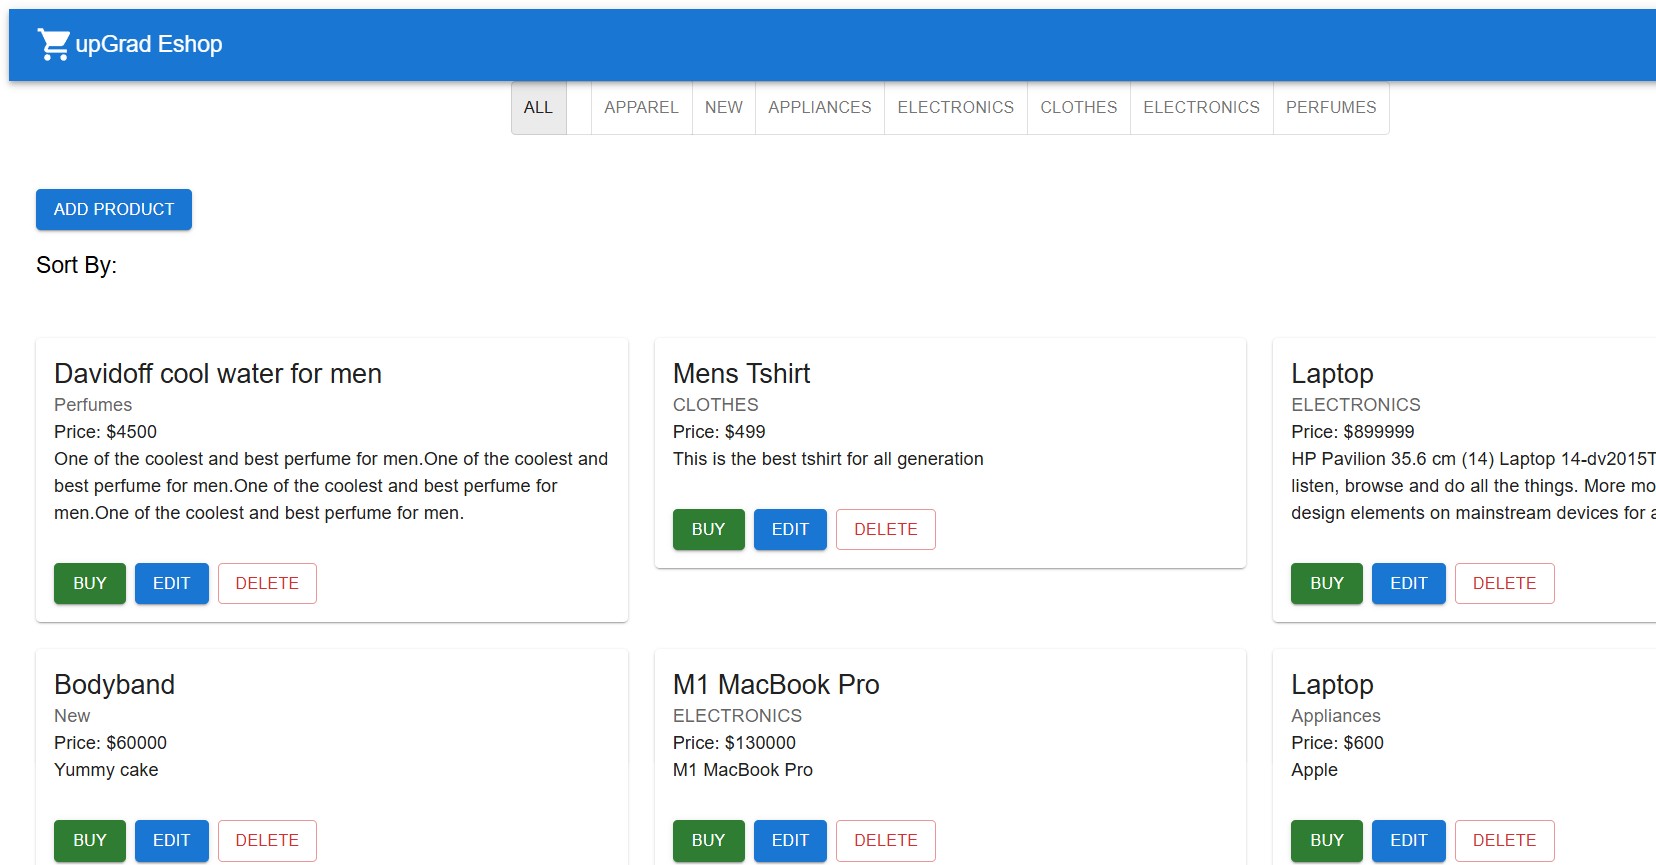 upGrad Eshop
ALL APPAREL NEW APPLIANCES ELECTRONICS CLOTHES ELECTRONICS PERFUMES
ADD PRODUCT
Sort By:
Davidoff cool water for men
Perfumes
Price: $4500
One of the coolest and best perfume for men.One of the coolest and
best perfume for men.One of the coolest and best perfume for
men.One of the coolest and best perfume for men.
BUY EDIT DELETE
Mens Tshirt
CLOTHES
Price: $499
This is the best tshirt for all generation
BUY EDIT DELETE
Laptop
ELECTRONICS
Price: $899999
HP Pavilion 35.6 cm (14) Laptop 14-dv2015T
listen, browse and do all the things. More mo
design elements on mainstream devices for a
BUY EDIT DELETE
Bodyband
New
Price: $60000
Yummy cake
BUY EDIT DELETE
M1 MacBook Pro
ELECTRONICS
Price: $130000
M1 MacBook Pro
BUY EDIT DELETE
Laptop
Appliances
Price: $600
Apple
BUY EDIT DELETE